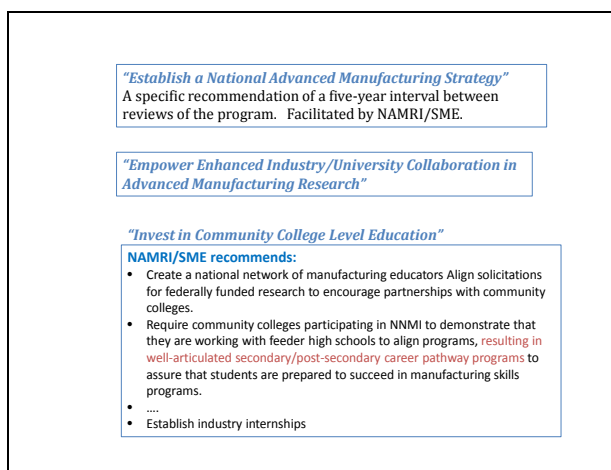 “Establish a National Advanced Manufacturing Strategy”
A specific recommendation of a five-year interval between
reviews of the program.   Facilitated by NAMRI/SME.
“Empower Enhanced Industry/University Collaboration in
Advanced Manufacturing Research”
“Invest in Community College Level Education”
NAMRI/SME recommends:
• Create a national network of manufacturing educators Align solicitations
for federally funded research to encourage partnerships with community
colleges.
• Require community colleges participating in NNMI to demonstrate that
they are working with feeder high schools to align programs, resulting in
well-articulated secondary/post-secondary career pathway programs to
assure that students are prepared to succeed in manufacturing skills
programs.
• ....
• Establish industry internships